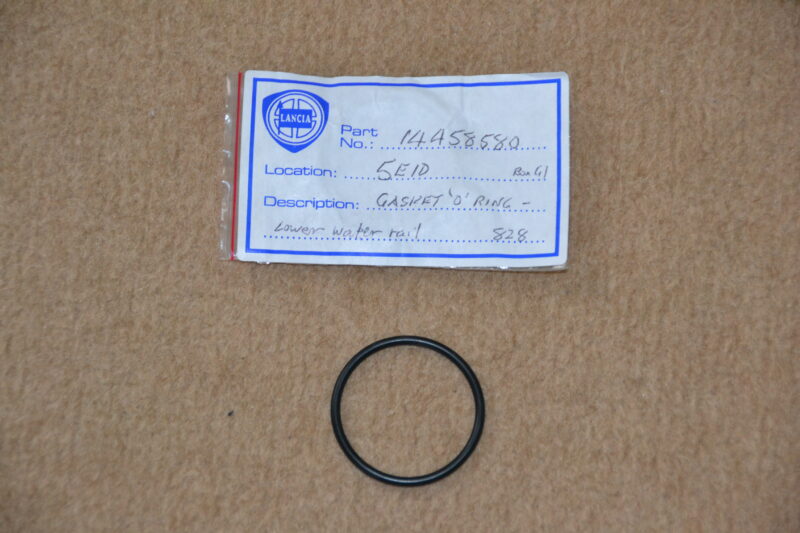 LANCIA
Part
No.: 14458580
Location: 5E10 Box G1
Description: GASKET 'O' RING -
Lower water rail 828